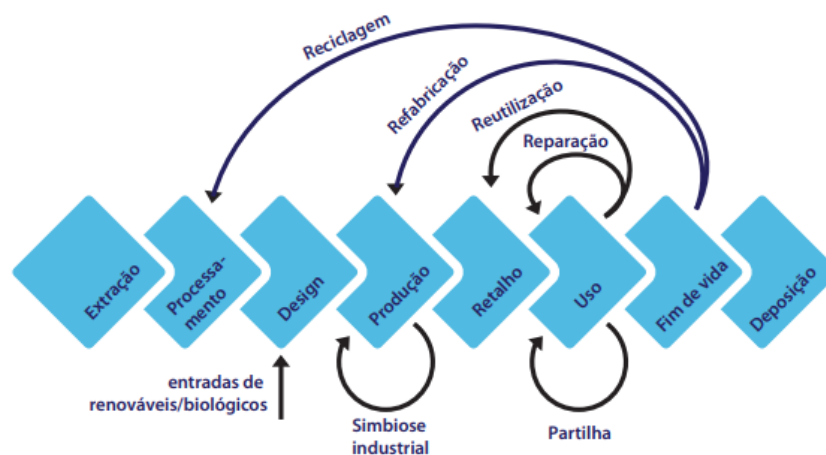 Reciclagem
Refabricação
Reutilização
Reparação
Extração
Processa-
mento
Design
Produção
Retalho
Uso
Fim de vida
Deposição
entradas de
renováveis/biológicos
Simbiose
industrial
Partilha